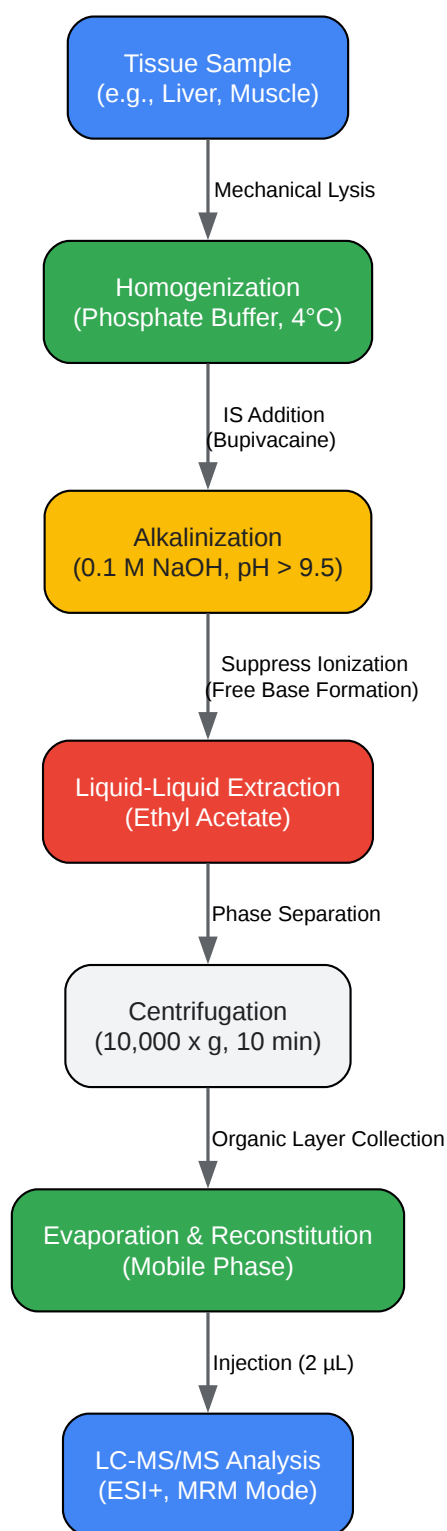 Tissue Sample
(e.g., Liver, Muscle)
Mechanical Lysis
Homogenization
(Phosphate Buffer, 4°C)
IS Addition
(Bupivacaine)
Alkalinization
(0.1 M NaOH, pH > 9.5)
Suppress Ionization
(Free Base Formation)
Liquid-Liquid Extraction
(Ethyl Acetate)
Phase Separation
Centrifugation
(10,000 x g, 10 min)
Organic Layer Collection
Evaporation & Reconstitution
(Mobile Phase)
Injection (2 µL)
LC-MS/MS Analysis
(ESI+, MRM Mode)